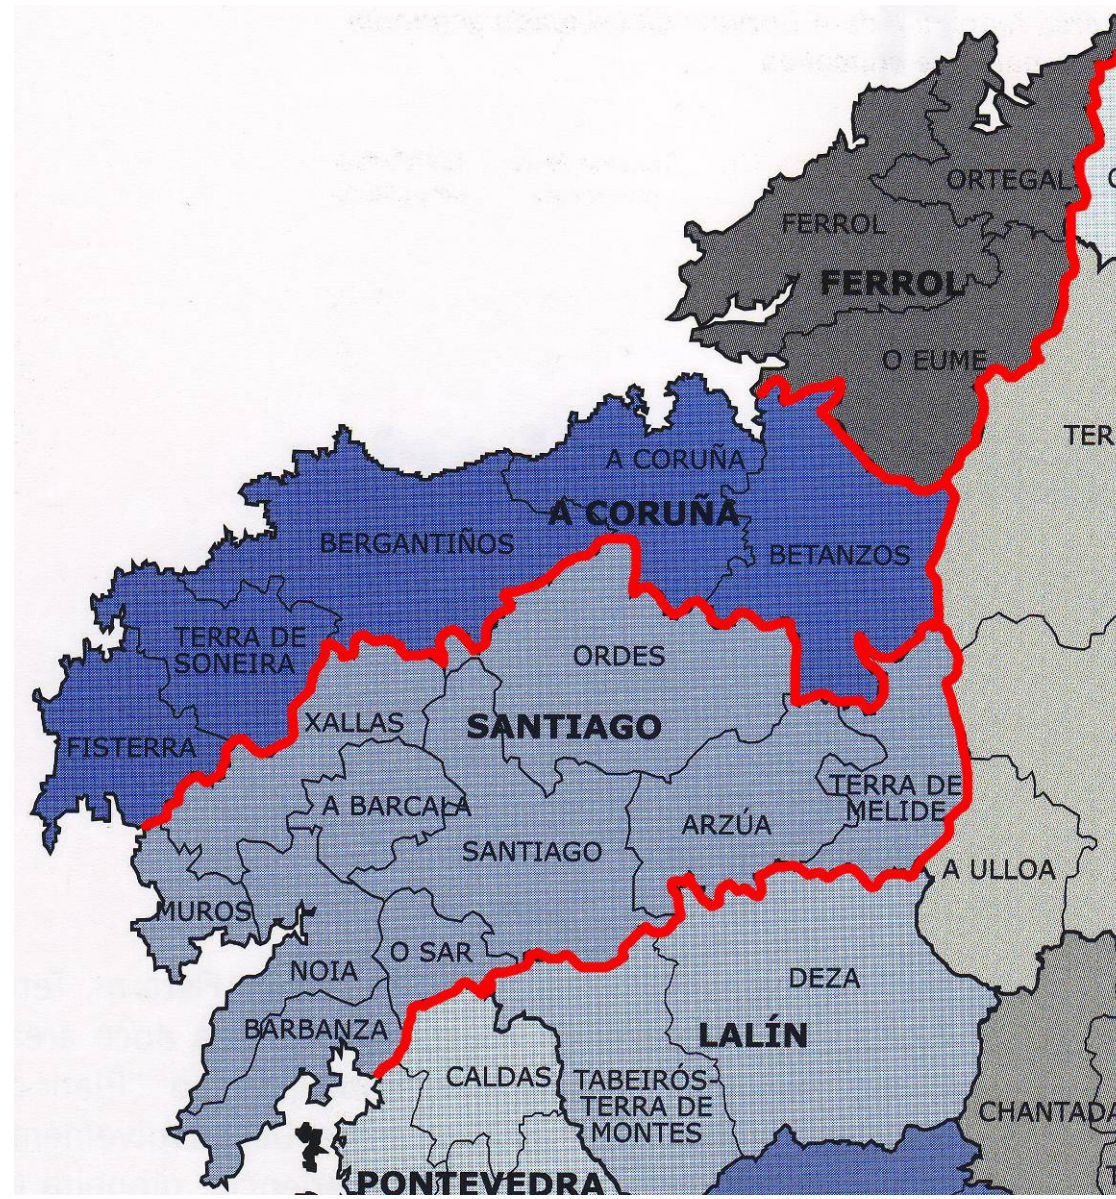 ORTEGAL
FERROL
FERROL
O EUME
TER
A CORUÑA
A CORUÑA
BERGANTIÑOS
BETANZOS
TERRA DE
SONEIRA
ORDES
XALLAS
SANTIAGO
FISTERRA
A BARCALA
TERRA DE
MELIDE
ARZÚA
SANTIAGO
A ULLOA
MUROS
O SAR
NOIA
DEZA
BARBANZA
LALÍN
CALDAS
TABEIRÓS-
TERRA DE
MONTES
CHANTADA
PONTEVEDRA